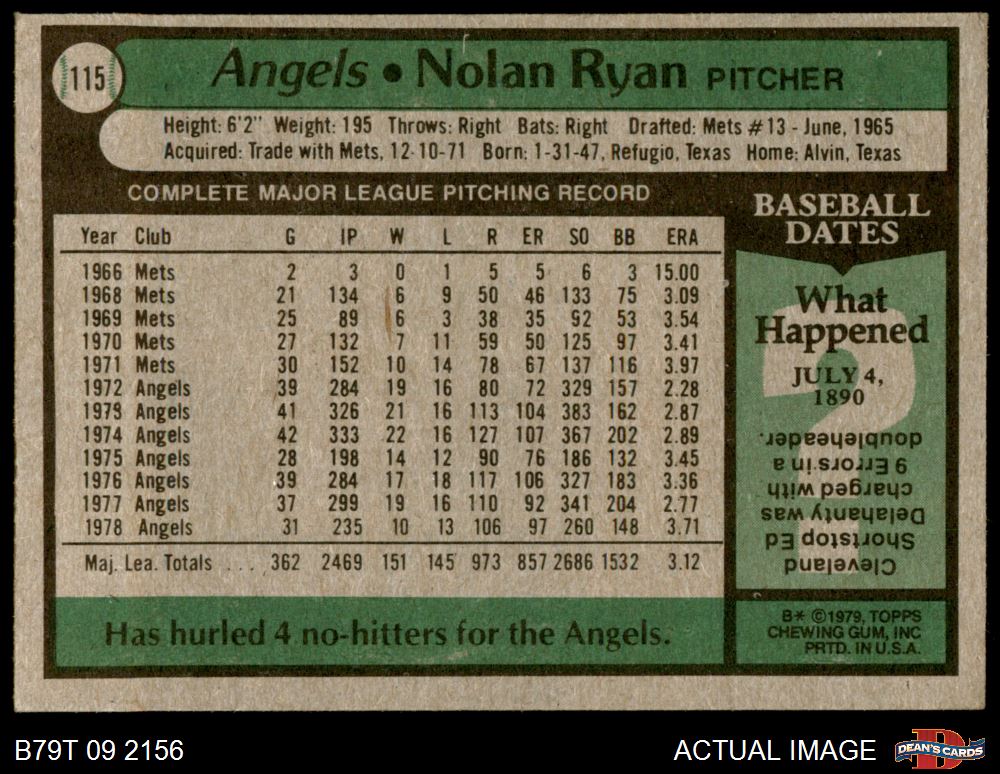 115
Angels • Nolan Ryan PITCHER
Height: 6'2" Weight: 195 Throws: Right Bats: Right Drafted: Mets #13 - June, 1965
Acquired: Trade with Mets, 12-10-71 Born: 1-31-47, Refugio, Texas Home: Alvin, Texas
COMPLETE MAJOR LEAGUE PITCHING RECORD
Year Club G IP W L R ER SO BB ERA
1966 Mets 2 3 0 1 5 5 6 3 15.00
1968 Mets 21 134 6 9 50 46 133 75 3.09
1969 Mets 25 89 6 3 38 35 92 53 3.54
1970 Mets 27 132 7 11 59 50 125 97 3.41
1971 Mets 30 152 10 14 78 67 137 116 3.97
1972 Angels 39 284 19 16 80 72 329 157 2.28
1973 Angels 41 326 21 16 113 104 383 162 2.87
1974 Angels 42 333 22 16 127 107 367 202 2.89
1975 Angels 28 198 14 12 90 76 186 132 3.45
1976 Angels 39 284 17 18 117 106 327 183 3.36
1977 Angels 37 299 19 16 110 92 341 204 2.77
1978 Angels 31 235 10 13 106 97 260 148 3.71
Maj. Lea. Totals . . . 362 2469 151 145 973 857 2686 1532 3.12
Has hurled 4 no-hitters for the Angels.
BASEBALL
DATES
What
Happened
JULY 4,
1890
?
Cleveland
Shortstop Ed
Delahanty was
charged with
9 Errors in a
doubleheader.
B* ©1979, TOPPS
CHEWING GUM, INC
PRTD. IN U.S.A.
B79T 09 2156
ACTUAL IMAGE
D
DEAN'S CARDS